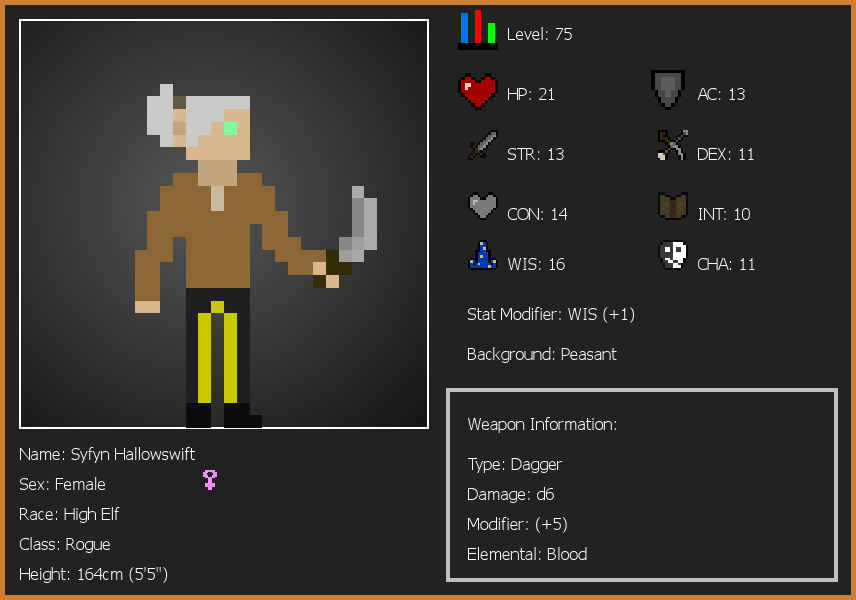 Level: 75
HP: 21
AC: 13
STR: 13
DEX: 11
CON: 14
INT: 10
WIS: 16
CHA: 11
Stat Modifier: WIS (+1)
Background: Peasant
Weapon Information:
Type: Dagger
Damage: d6
Modifier: (+5)
Elemental: Blood
Name: Syfyn Hallowswift
Sex: Female
Race: High Elf
Class: Rogue
Height: 164cm (5'5")